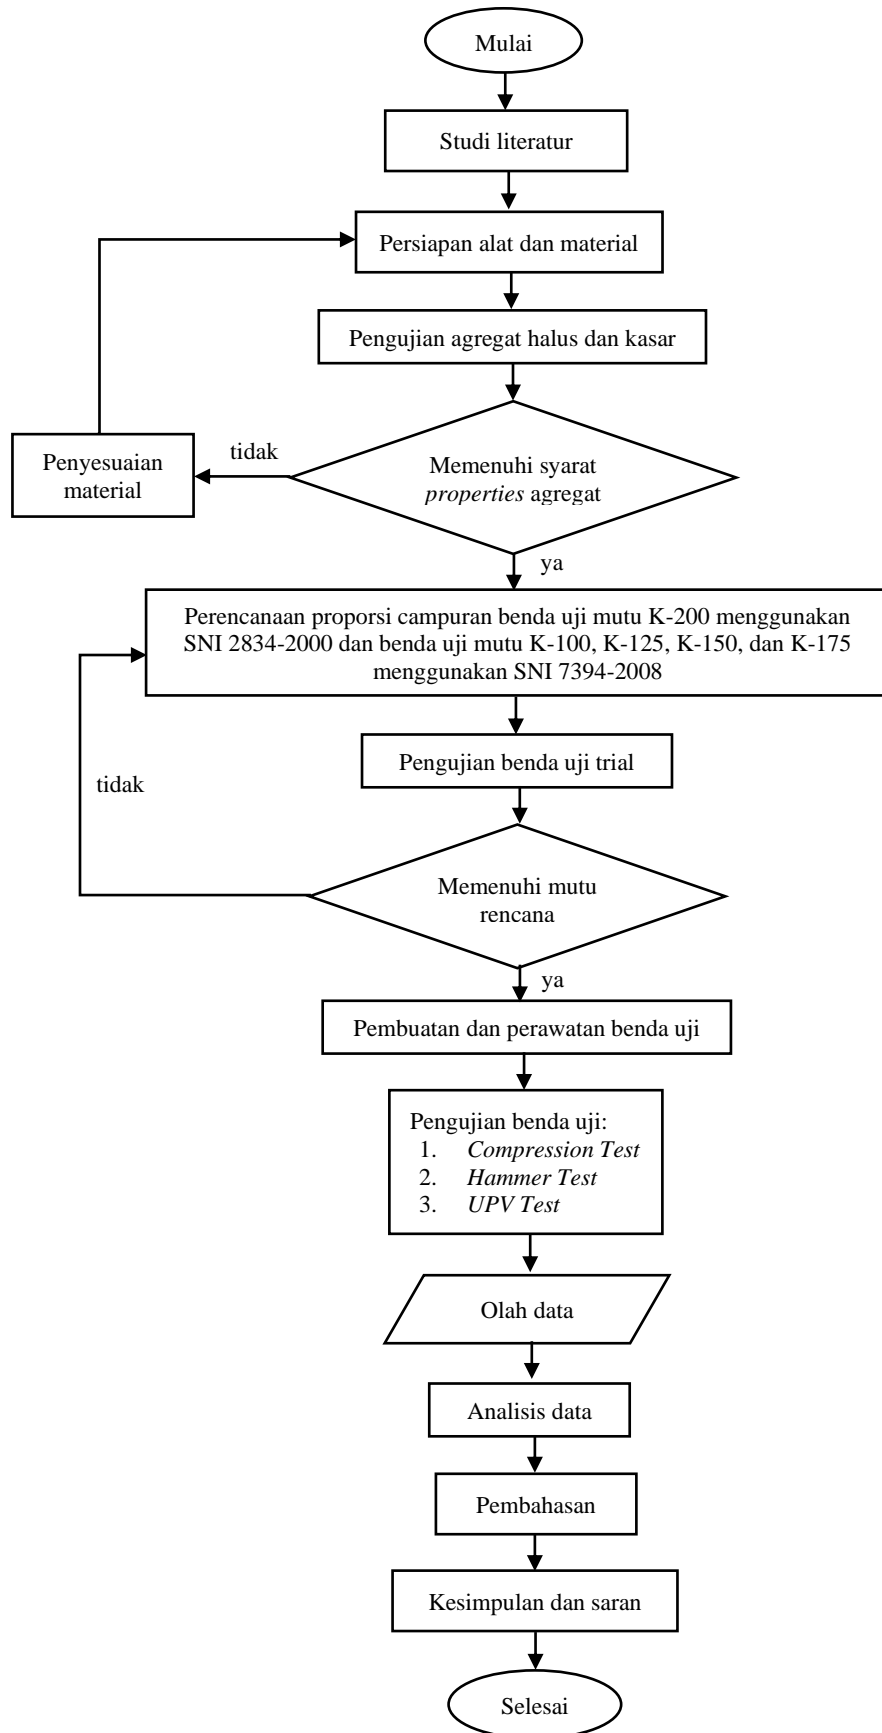 Mulai
Studi literatur
Persiapan alat dan material
Pengujian agregat halus dan kasar
Penyesuaian
material
tidak
Memenuhi syarat
properties agregat
ya
Perencanaan proporsi campuran benda uji mutu K-200 menggunakan
SNI 2834-2000 dan benda uji mutu K-100, K-125, K-150, dan K-175
menggunakan SNI 7394-2008
Pengujian benda uji trial
tidak
Memenuhi mutu
rencana
ya
Pembuatan dan perawatan benda uji
Pengujian benda uji:
1. Compression Test
2. Hammer Test
3. UPV Test
Olah data
Analisis data
Pembahasan
Kesimpulan dan saran
Selesai